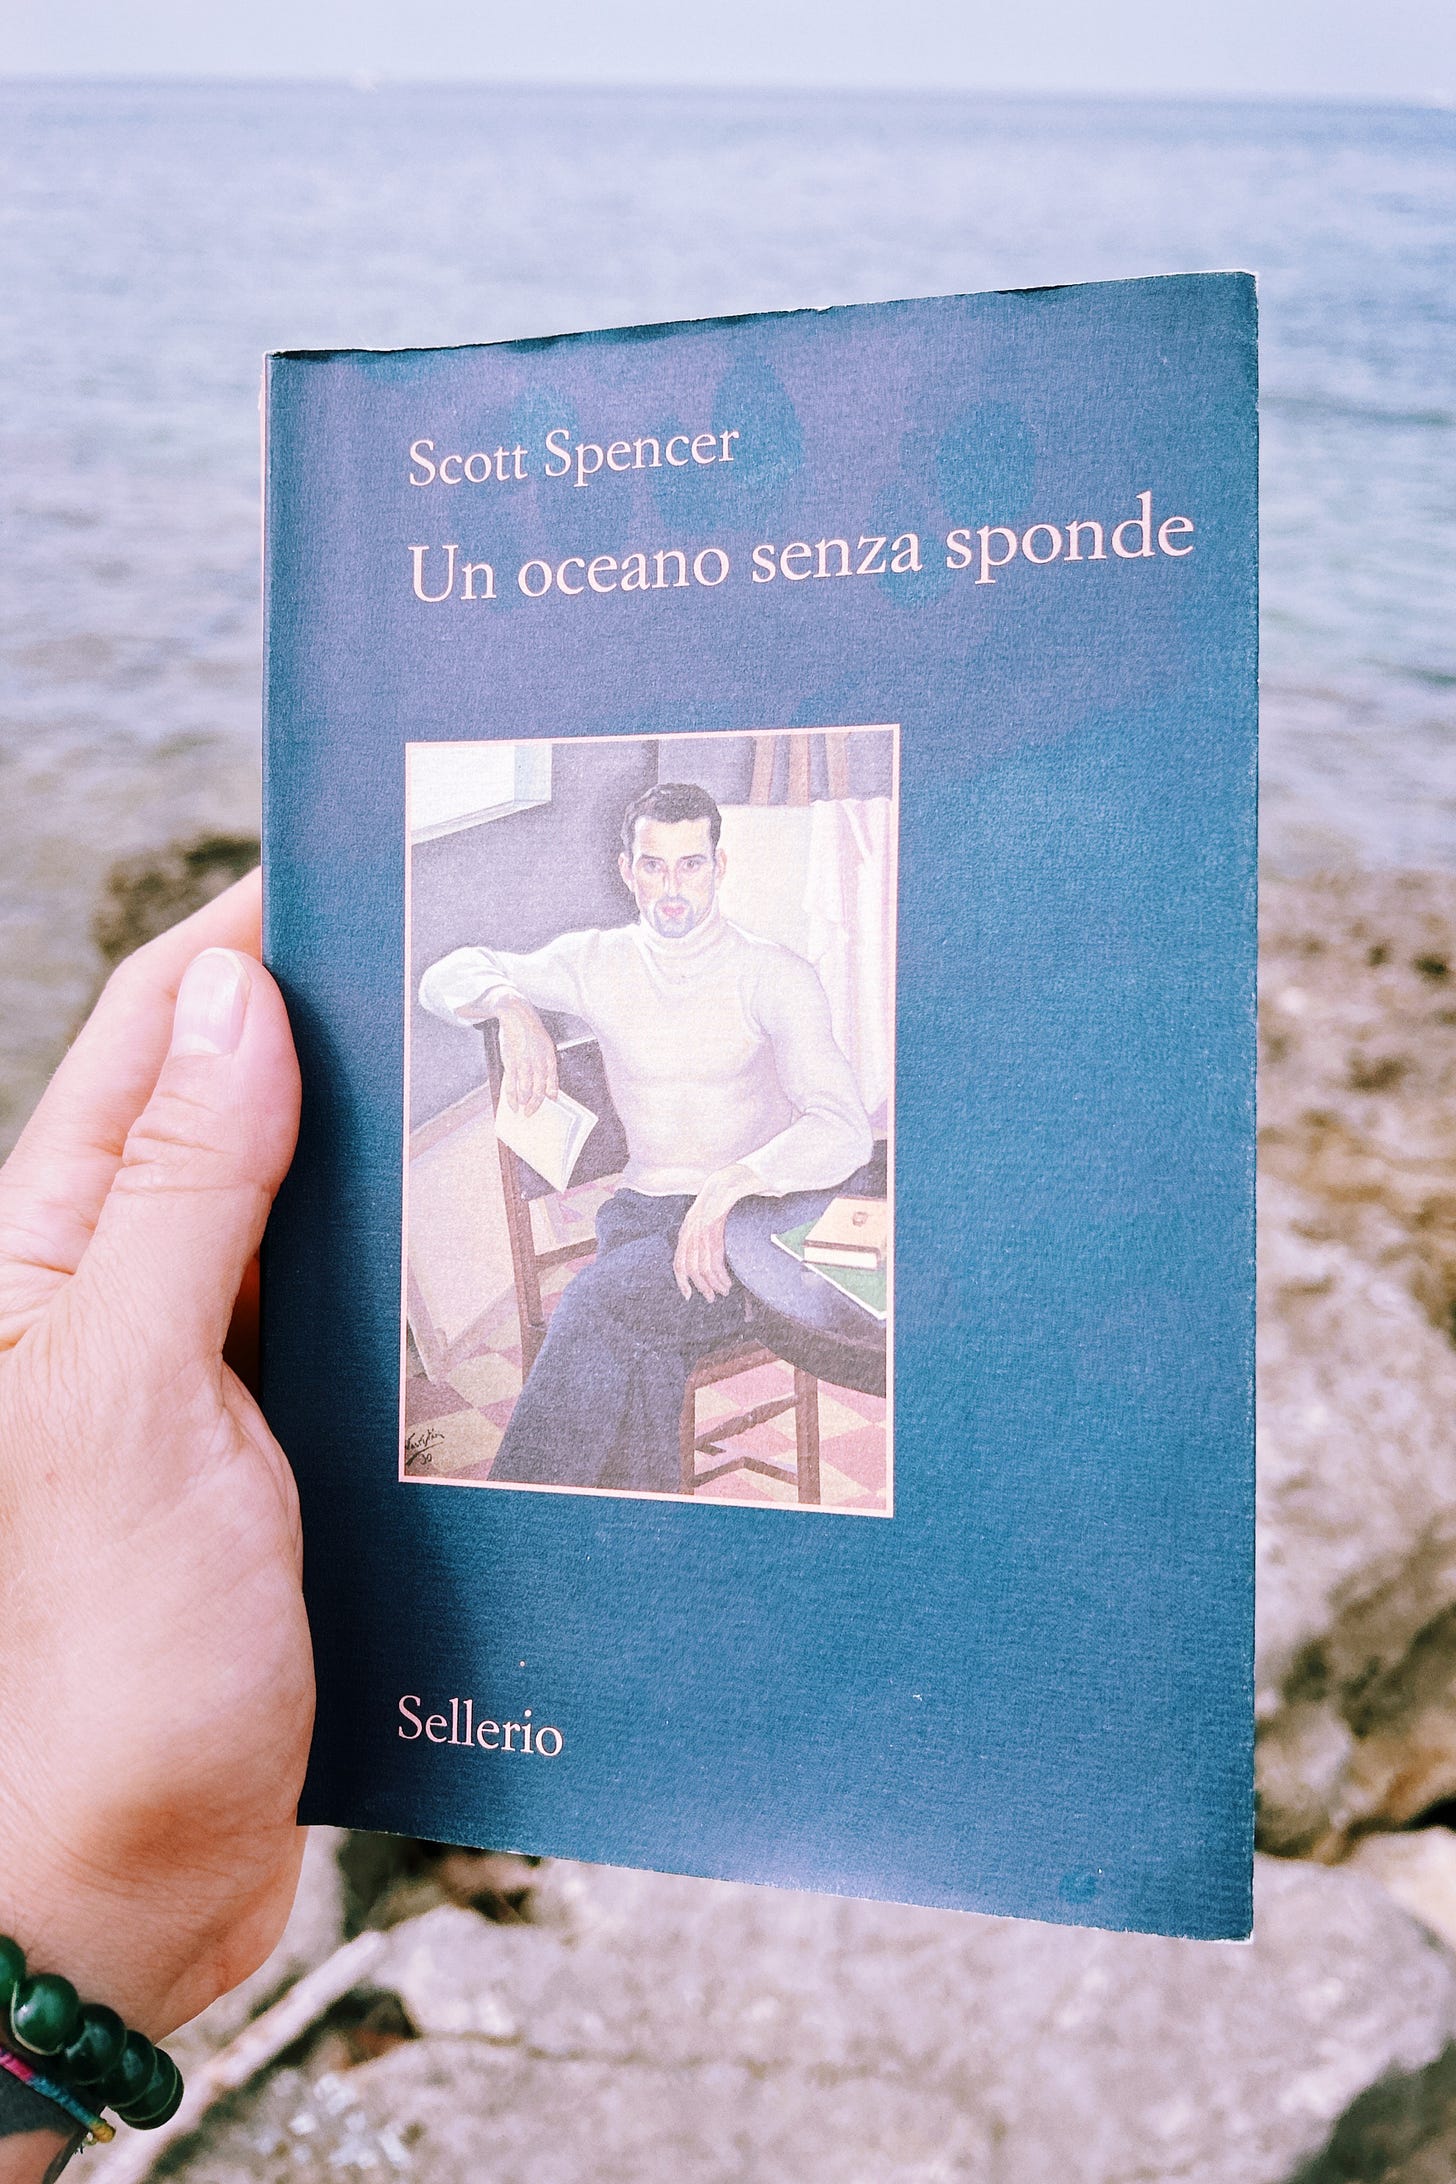 Scott Spencer
Un oceano senza sponde
Sellerio